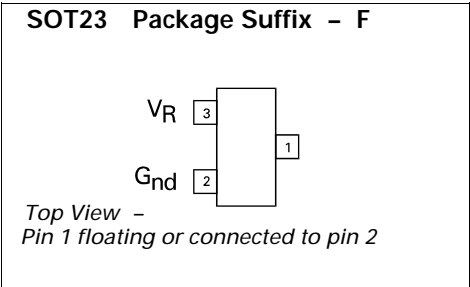 SOT23 Package Suffix – F
VR 3
1
Gnd 2
Top View –
Pin 1 floating or connected to pin 2